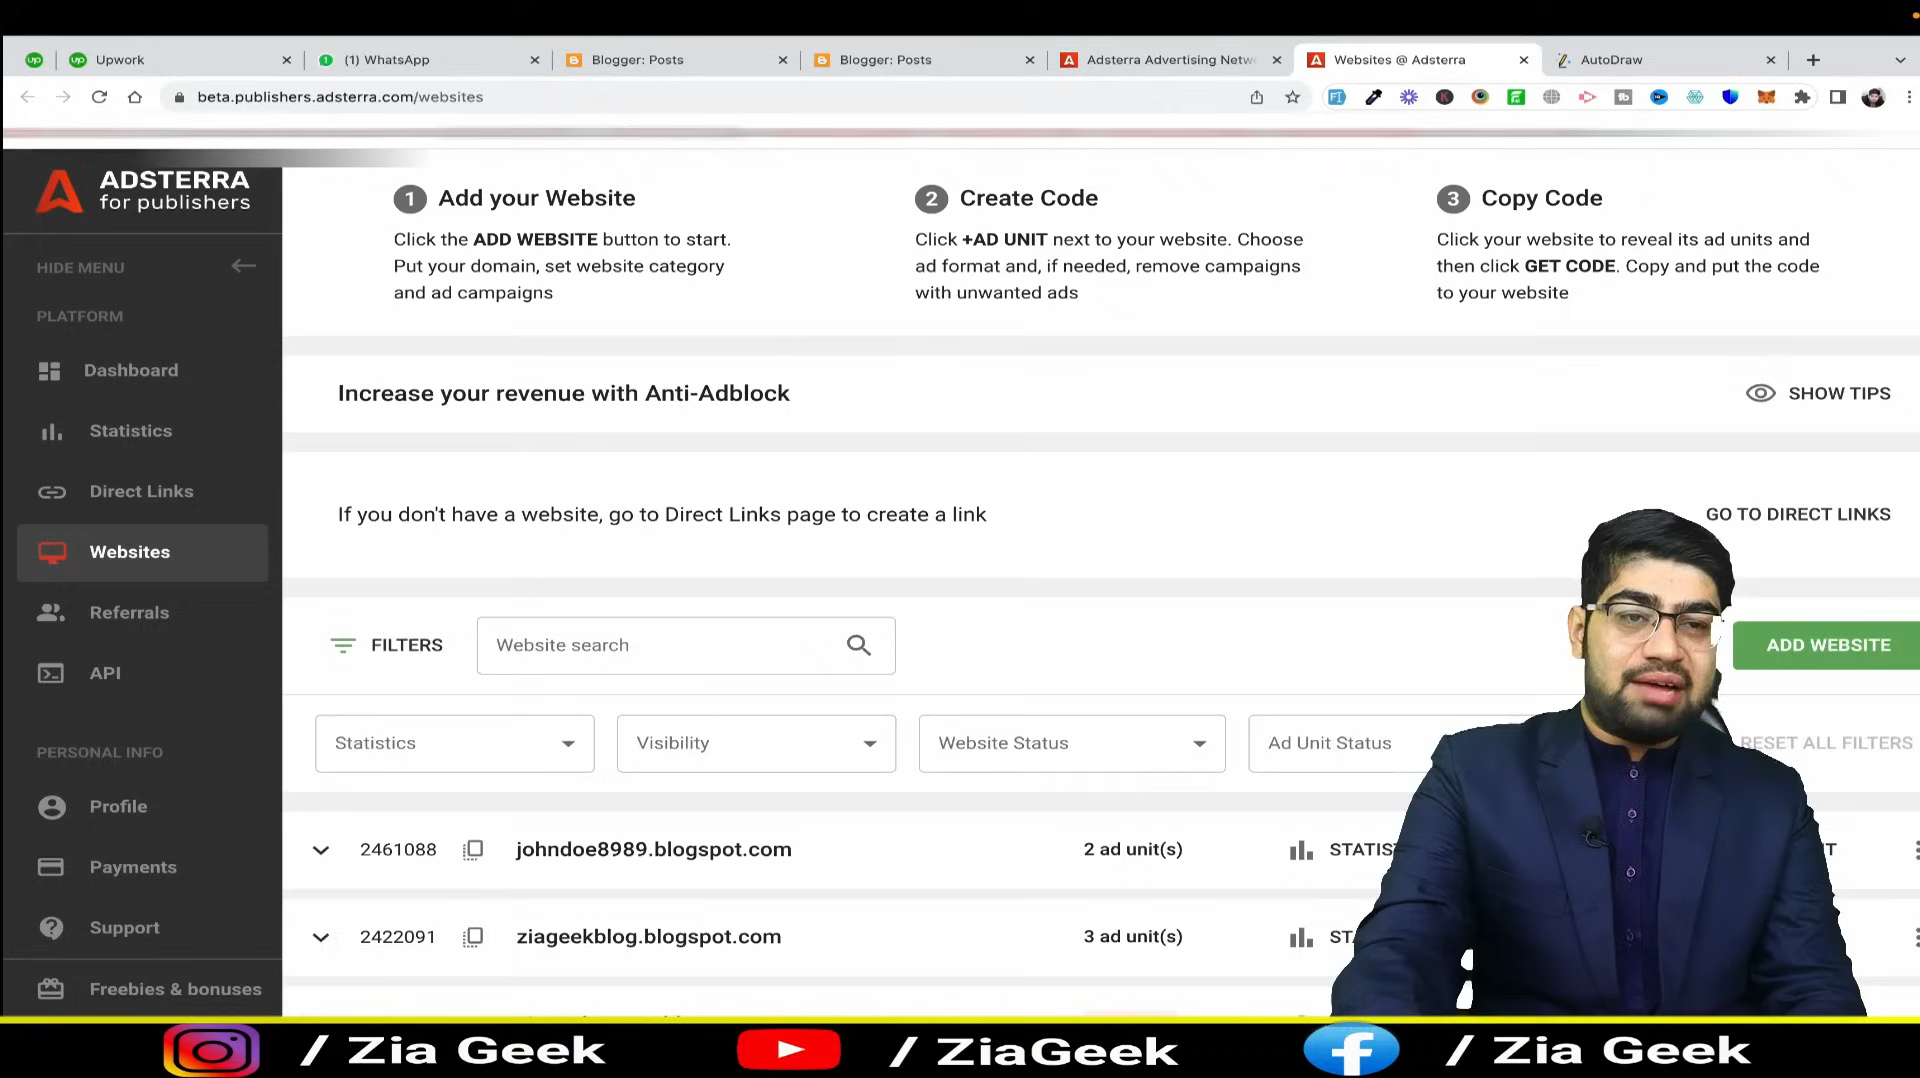 Upwork
(1) WhatsApp
Blogger: Posts
Blogger: Posts
Adsterra Advertising Netw
Websites @ Adsterra
AutoDraw
beta.publishers.adsterra.com/websites
ADSTERRA
for publishers
HIDE MENU
PLATFORM
Dashboard
Statistics
Direct Links
Websites
Referrals
API
PERSONAL INFO
Profile
Payments
Support
Freebies & bonuses
1 Add your Website
Click the ADD WEBSITE button to start.
Put your domain, set website category
and ad campaigns
2 Create Code
Click +AD UNIT next to your website. Choose
ad format and, if needed, remove campaigns
with unwanted ads
3 Copy Code
Click your website to reveal its ad units and
then click GET CODE. Copy and put the code
to your website
Increase your revenue with Anti-Adblock
SHOW TIPS
If you don't have a website, go to Direct Links page to create a link
GO TO DIRECT LINKS
FILTERS
Website search
ADD WEBSITE
Statistics
Visibility
Website Status
Ad Unit Status
RESET ALL FILTERS
2461088 johndoe8989.blogspot.com 2 ad unit(s) STATIS
2422091 ziageekblog.blogspot.com 3 ad unit(s) STA
/ Zia Geek
/ ZiaGeek
/ Zia Geek